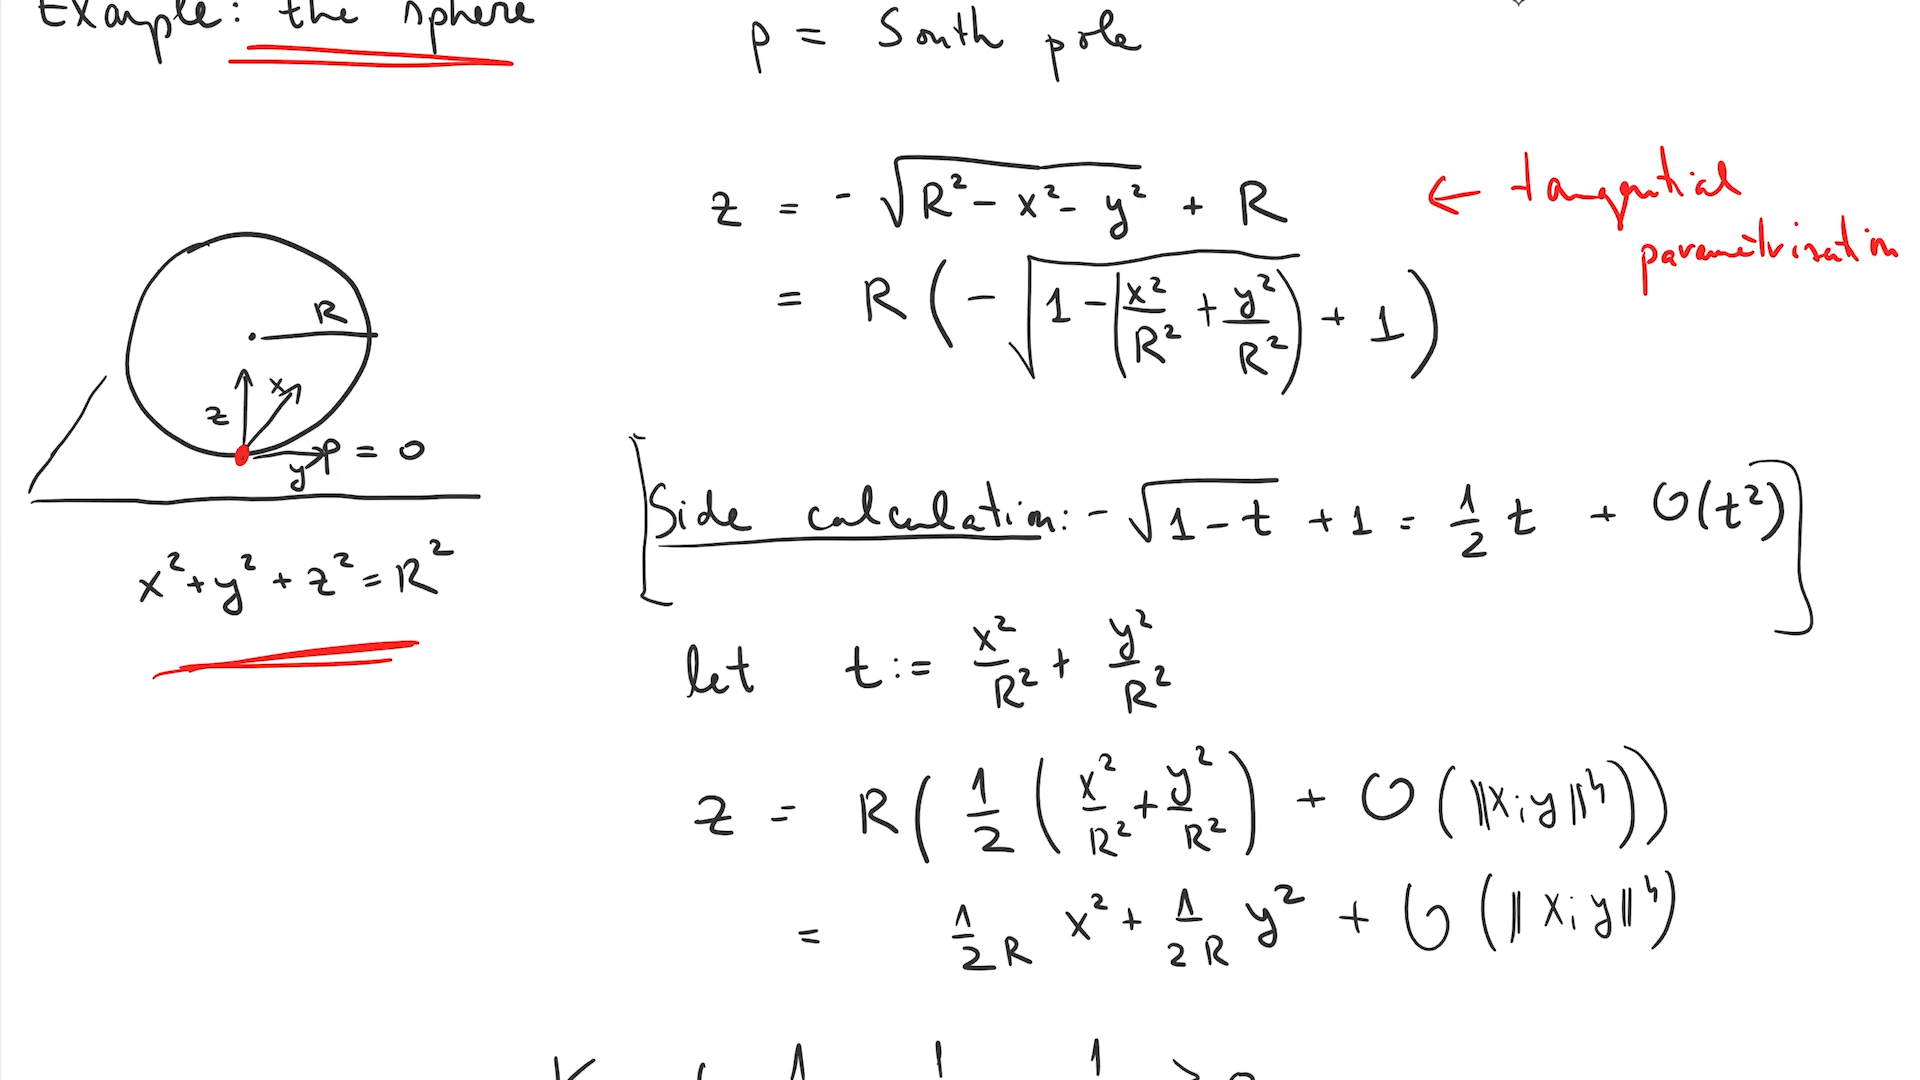 Example: the sphere
p = South pole
z = - √(R² - x² - y²) + R
← tangential
parametrization
= R ( - √(1 - (x²/R² + y²/R²)) + 1 )
R
z x
y p = 0
x² + y² + z² = R²
[Side calculation: - √(1 - t) + 1 = 1/2 t + O(t²)]
let t := x²/R² + y²/R²
z = R ( 1/2 ( x²/R² + y²/R² ) + O(||x;y||⁴))
= 1/2R x² + 1/2R y² + O(||x;y||⁴)